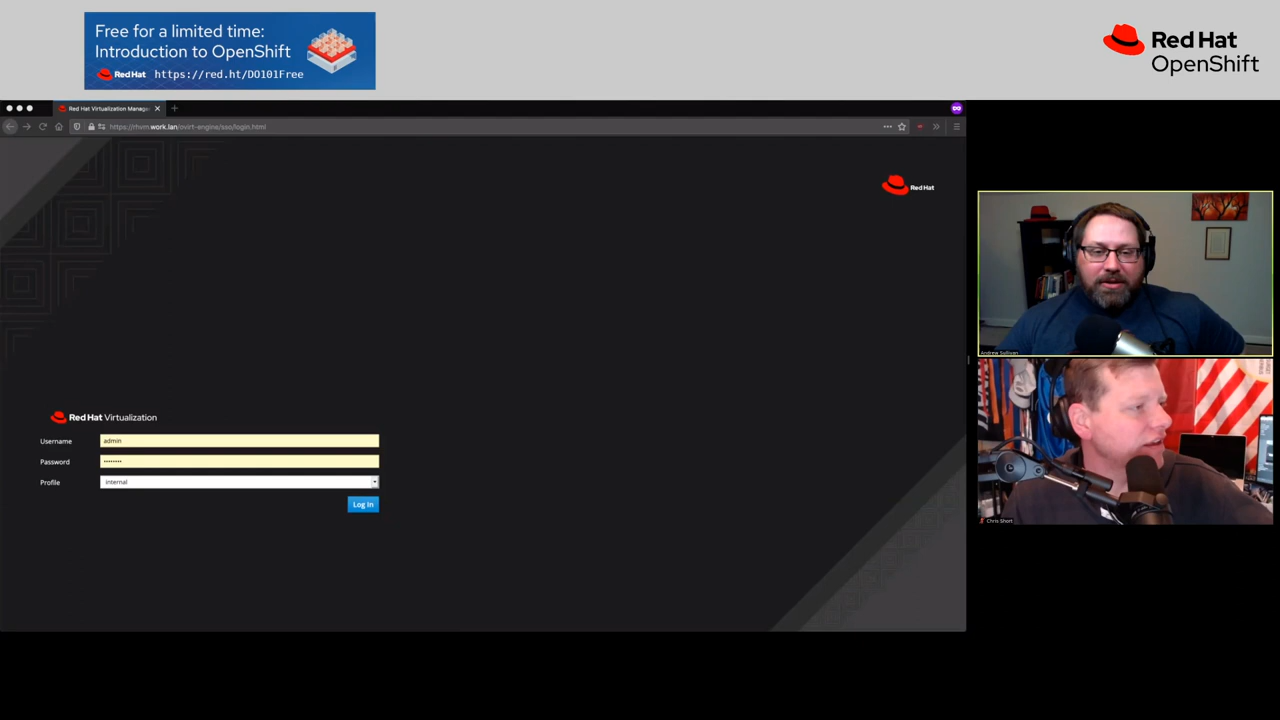 Free for a limited time:
Introduction to OpenShift
Red Hat https://red.ht/DO101Free
Red Hat
OpenShift
Red Hat Virtualization Manage
https://rhvm.work.lan/ovirt-engine/sso/login.html
Red Hat
Red Hat Virtualization
Username admin
Password
Profile internal
Log In
Andrew Sullivan
Chris Short